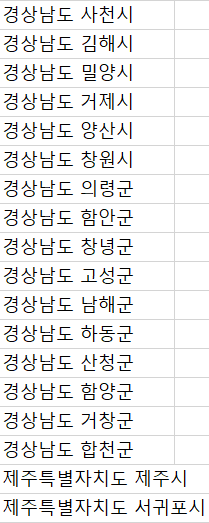 경상남도 사천시
경상남도 김해시
경상남도 밀양시
경상남도 거제시
경상남도 양산시
경상남도 창원시
경상남도 의령군
경상남도 함안군
경상남도 창녕군
경상남도 고성군
경상남도 남해군
경상남도 하동군
경상남도 산청군
경상남도 함양군
경상남도 거창군
경상남도 합천군
제주특별자치도 제주시
제주특별자치도 서귀포시